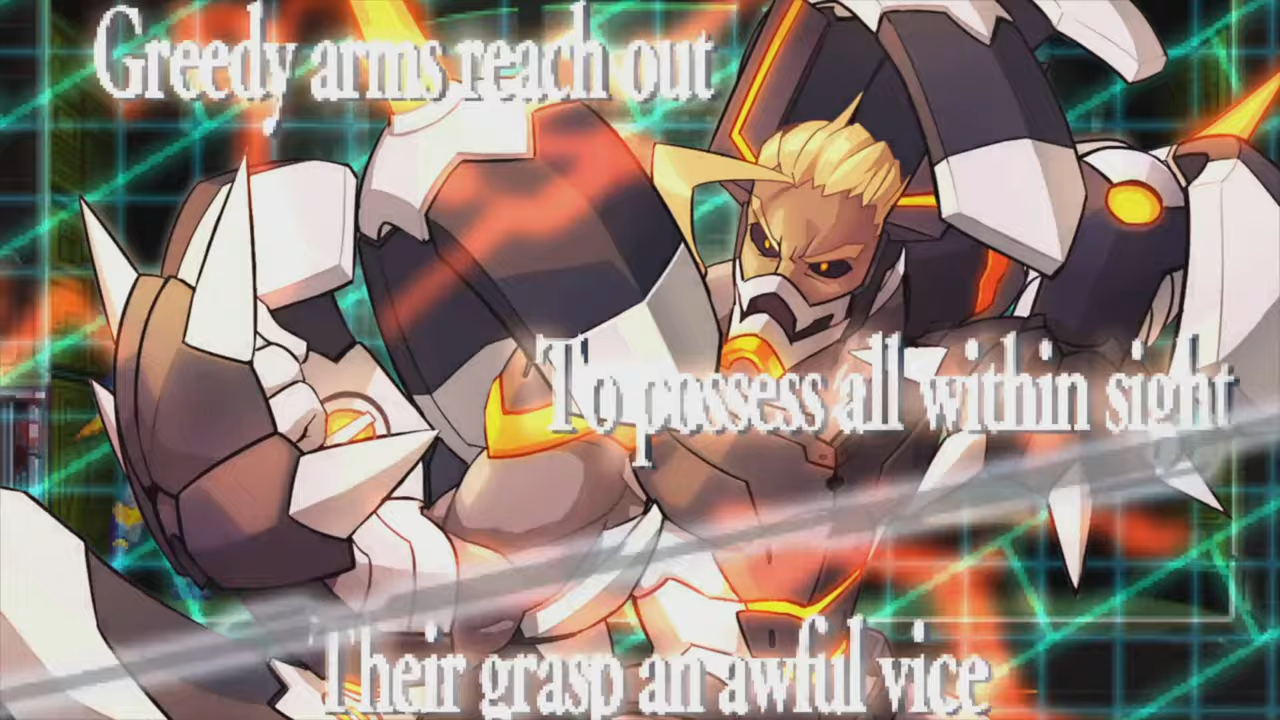 Greedy arms reach out
To possess all within sight
Their grasp an awful vice